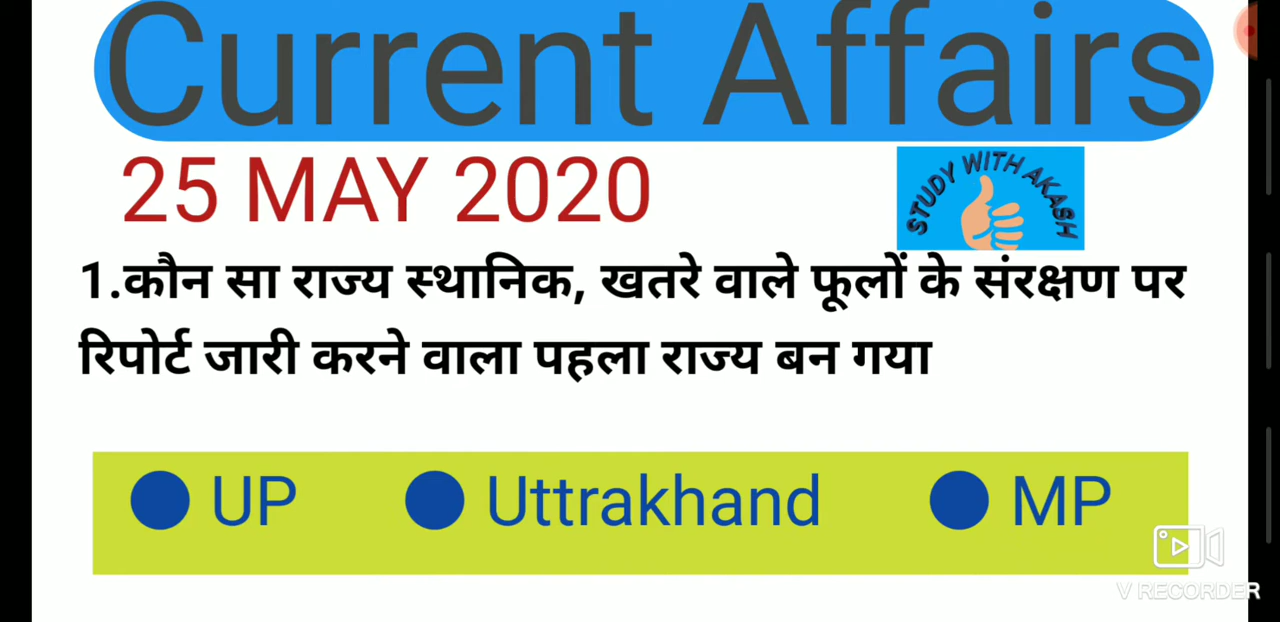 Current Affairs
25 MAY 2020
STUDY WITH AKASH
1.कौन सा राज्य स्थानिक, खतरे वाले फूलों के संरक्षण पर
रिपोर्ट जारी करने वाला पहला राज्य बन गया
UP Uttrakhand MP
V RECORDER